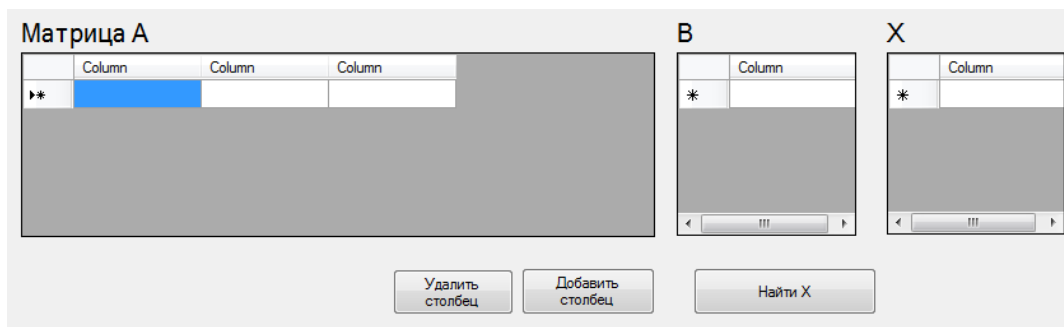 Матрица А
B
X
Column Column Column
Column
Column
Удалить
столбец
Добавить
столбец
Найти X